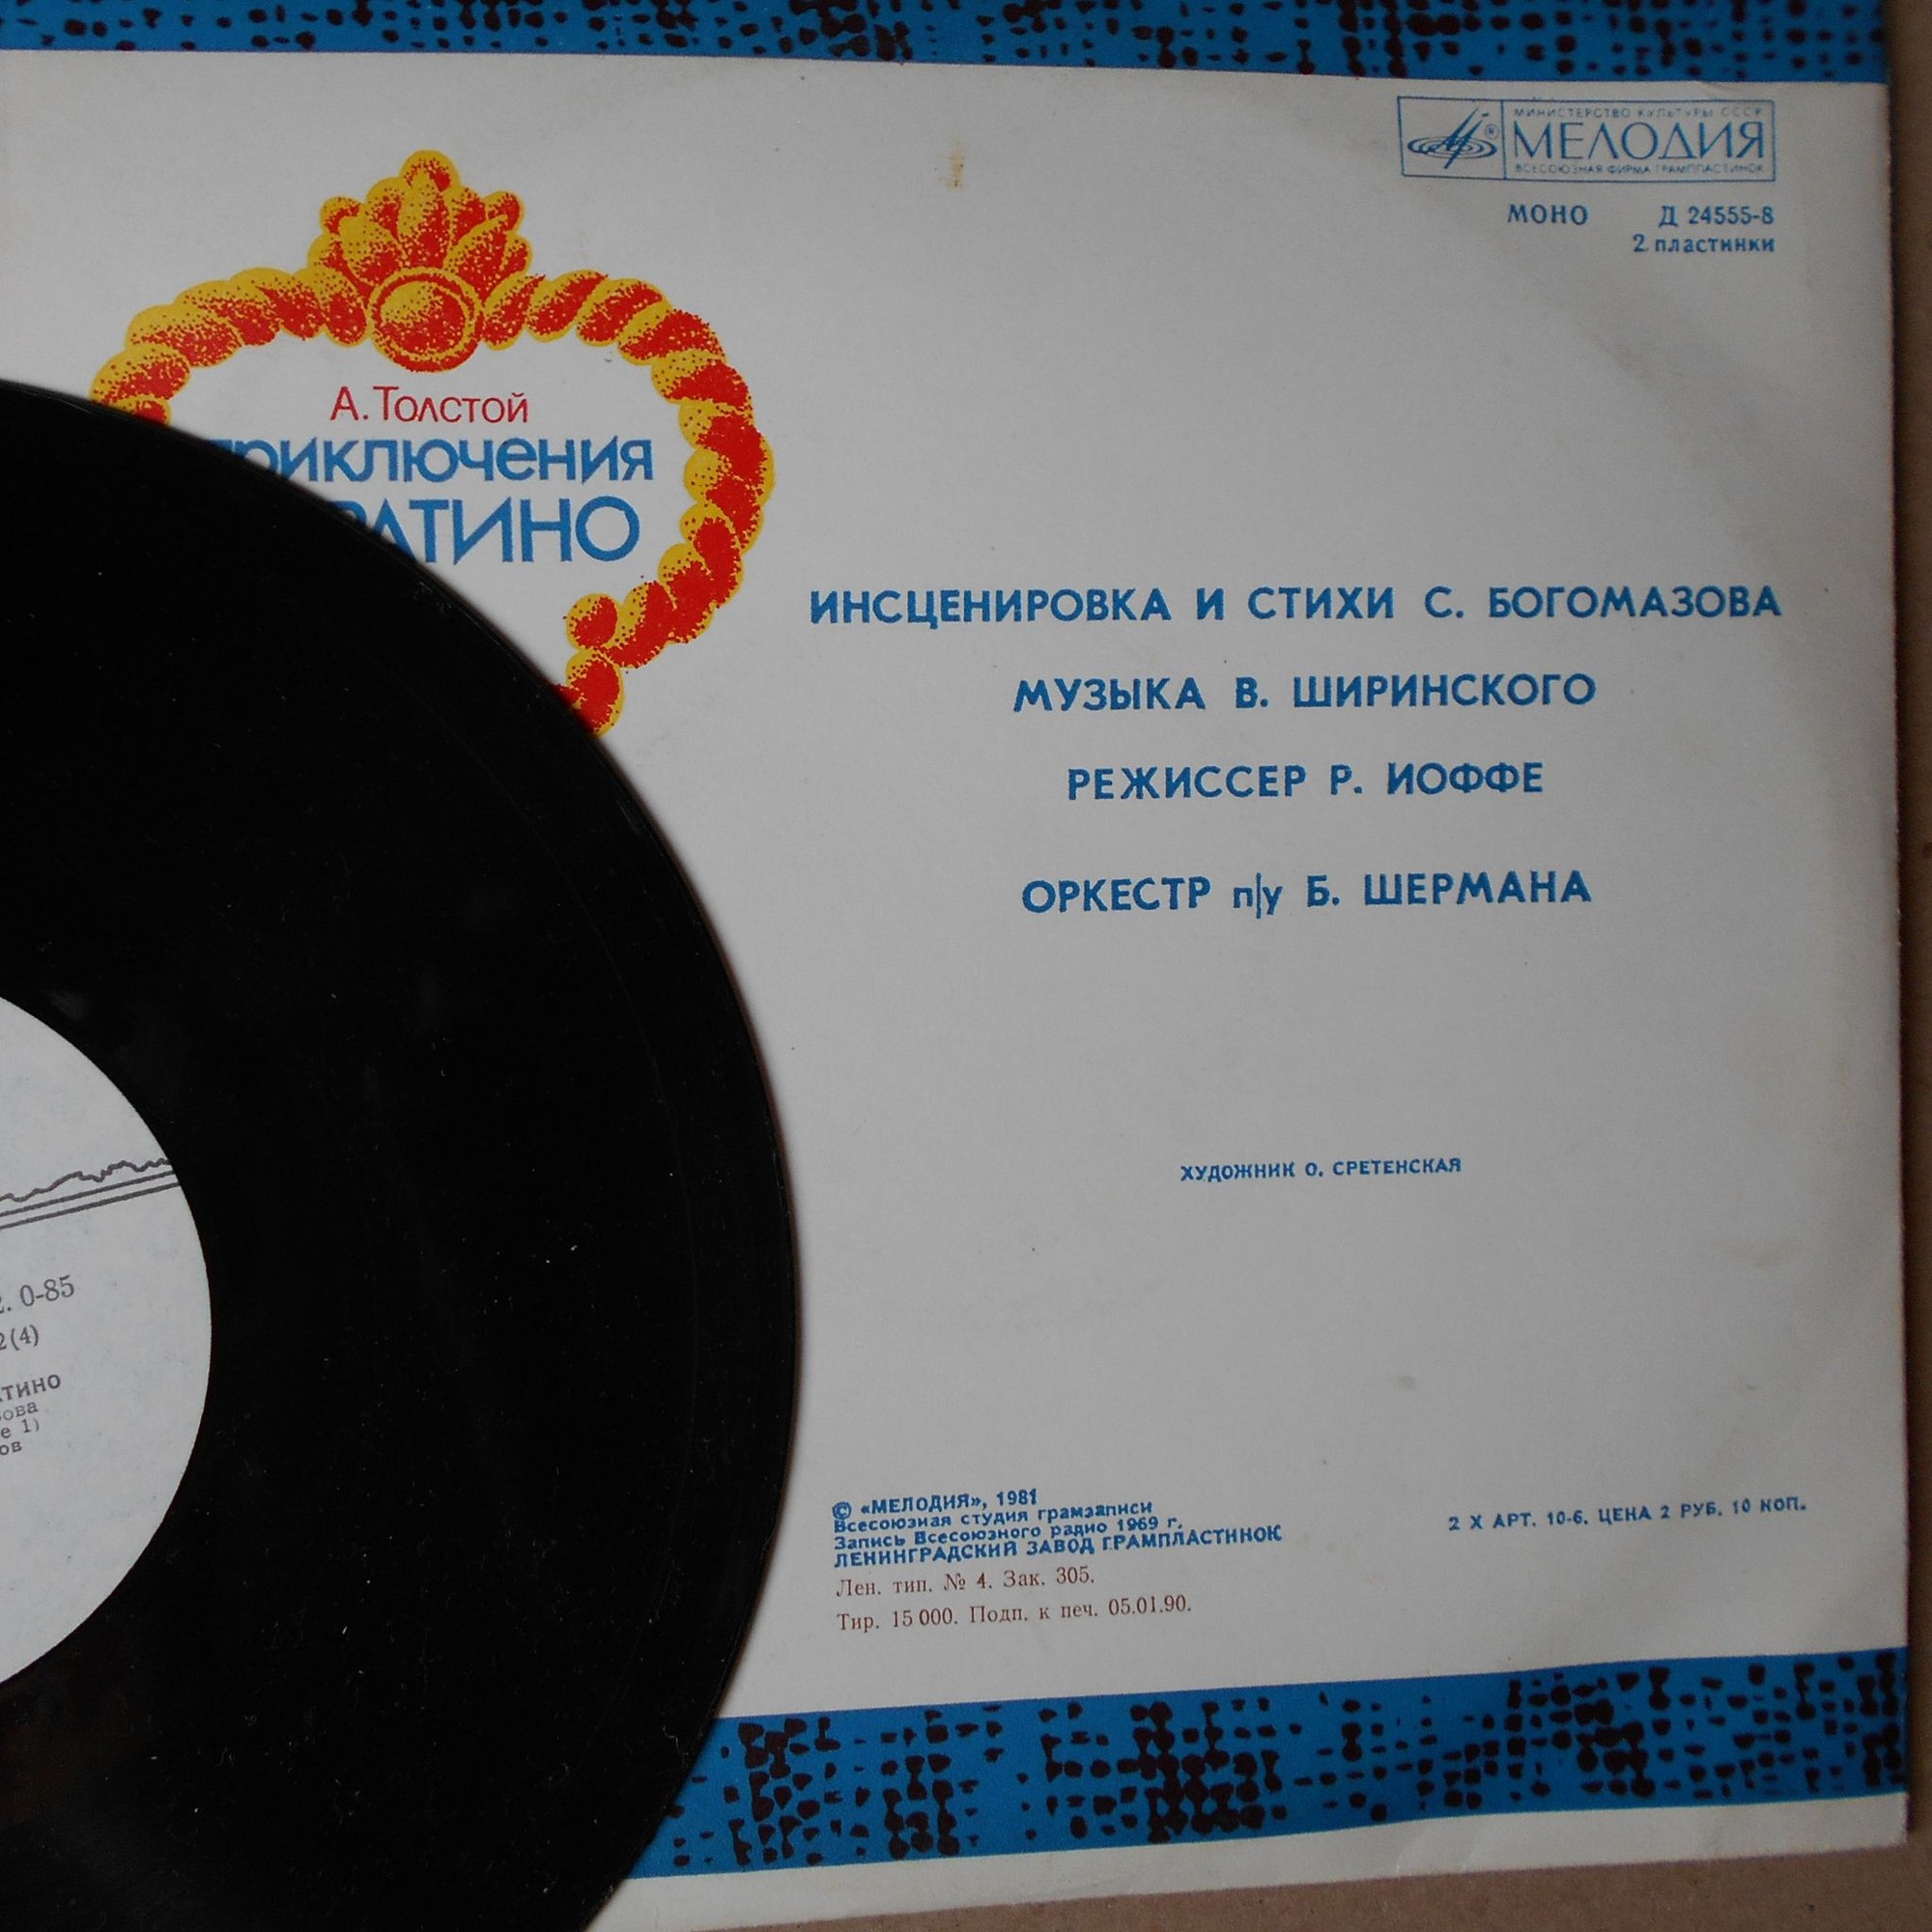 МИНИСТЕРСТВО КУЛЬТУРЫ СССР
МЕЛОДИЯ
ВСЕСОЮЗНАЯ ФИРМА ГРАМПЛАСТИНОК
МОНО Д 24555-8
2 пластинки
А. Толстой
приключения
РАТИНО
ИНСЦЕНИРОВКА И СТИХИ С. БОГОМАЗОВА
МУЗЫКА В. ШИРИНСКОГО
РЕЖИССЕР Р. ИОФФЕ
ОРКЕСТР п/у Б. ШЕРМАНА
ХУДОЖНИК О. СРЕТЕНСКАЯ
0-85
2(4)
ТИНО
ова
е 1)
ов
© «МЕЛОДИЯ», 1981
Всесоюзная студия грамзаписи
Запись Всесоюзного радио 1969 г.
ЛЕНИНГРАДСКИЙ ЗАВОД ГРАМПЛАСТИНОК
Лен. тип. № 4. Зак. 305.
Тир. 15 000. Подп. к печ. 05.01.90.
2 Х АРТ. 10-6. ЦЕНА 2 РУБ. 10 КОП.